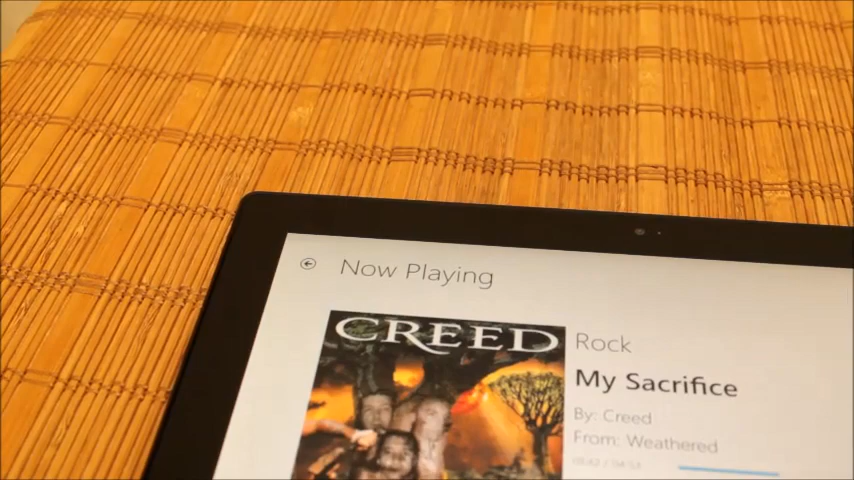 Now Playing
CREED
Rock
My Sacrifice
By: Creed
From: Weathered